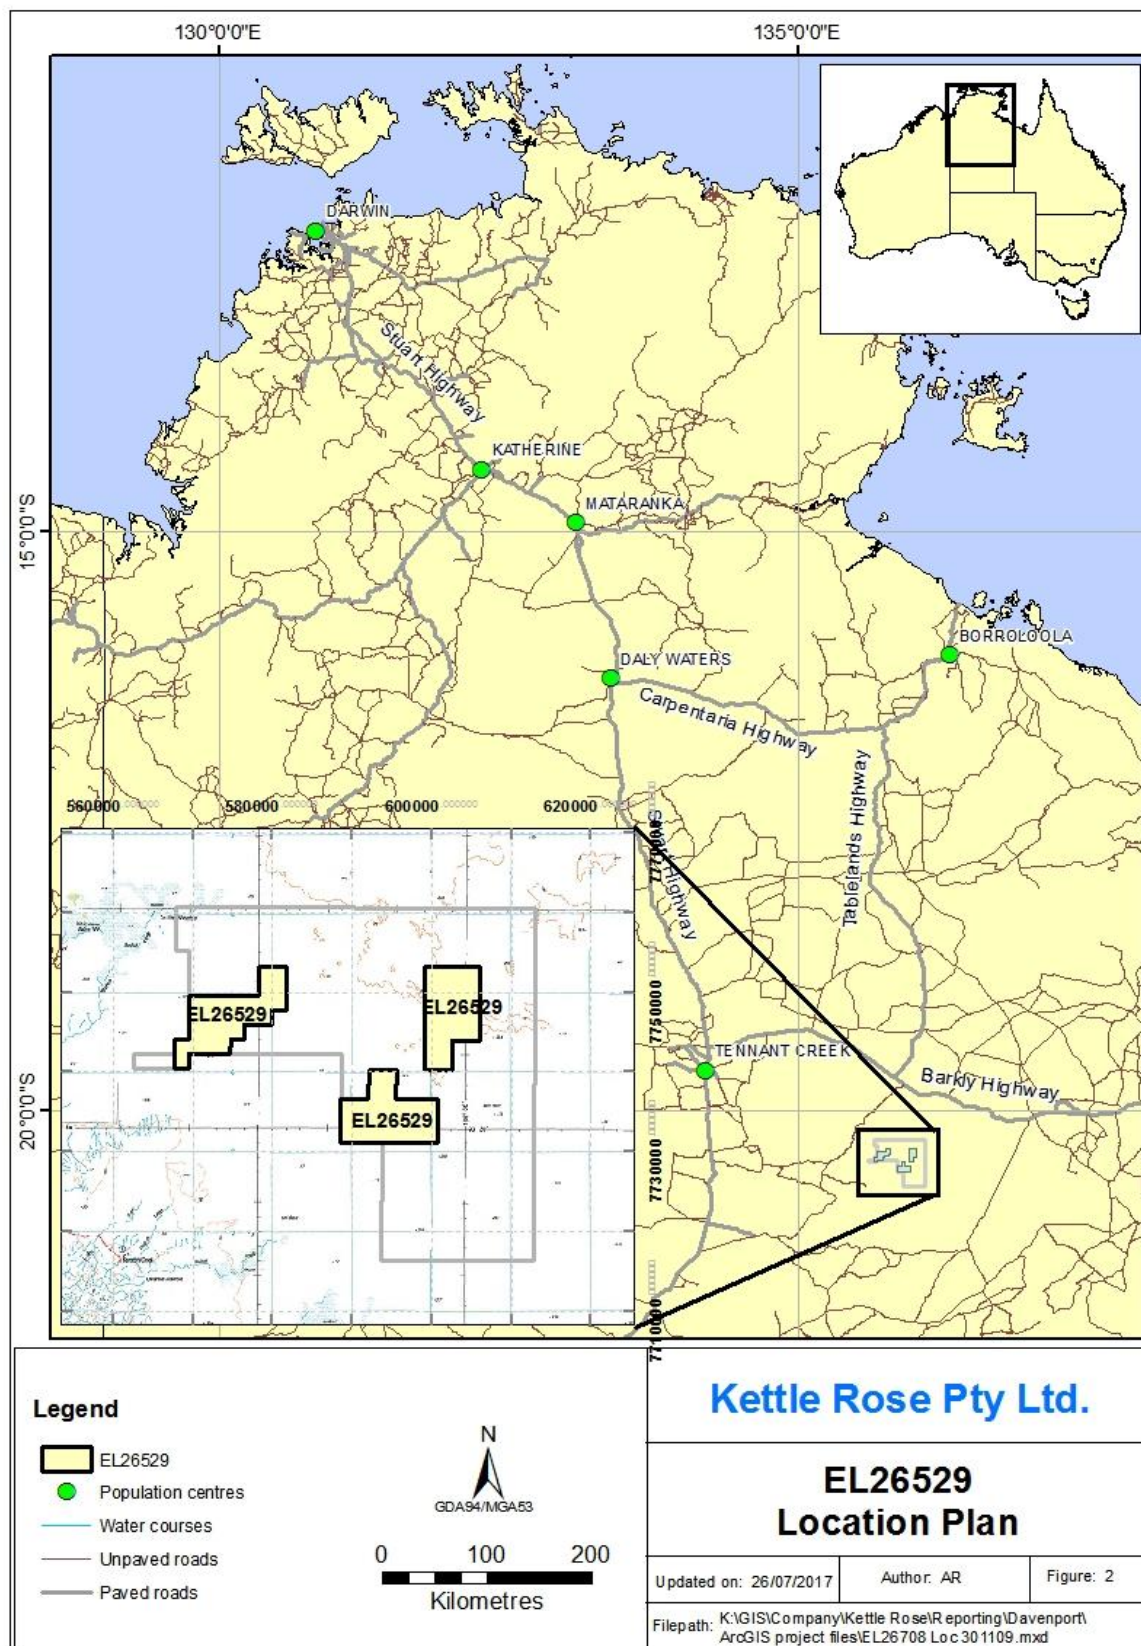 130°0'0"E
135°0'0"E
DARWIN
Stuart Highway
KATHERINE
MATARANKA
15°0'0"S
BORROLOOLA
DALY WATERS
Carpentaria Highway
Tablelands Highway
560000
580000
600000
620000
7770000
Highway
EL26529
EL26529
EL26529
7750000
TENNANT CREEK
Barkly Highway
20°0'0"S
7730000
7710000
Legend
EL26529
Population centres
Water courses
Unpaved roads
Paved roads
N
GDA94/MGA53
0 100 200
Kilometres
Kettle Rose Pty Ltd.
EL26529
Location Plan
Updated on: 26/07/2017
Author: AR
Figure: 2
Filepath: K:\GIS\Company\Kettle Rose\Reporting\Davenport\
ArcGIS project files\EL26708 Loc 301109.mxd